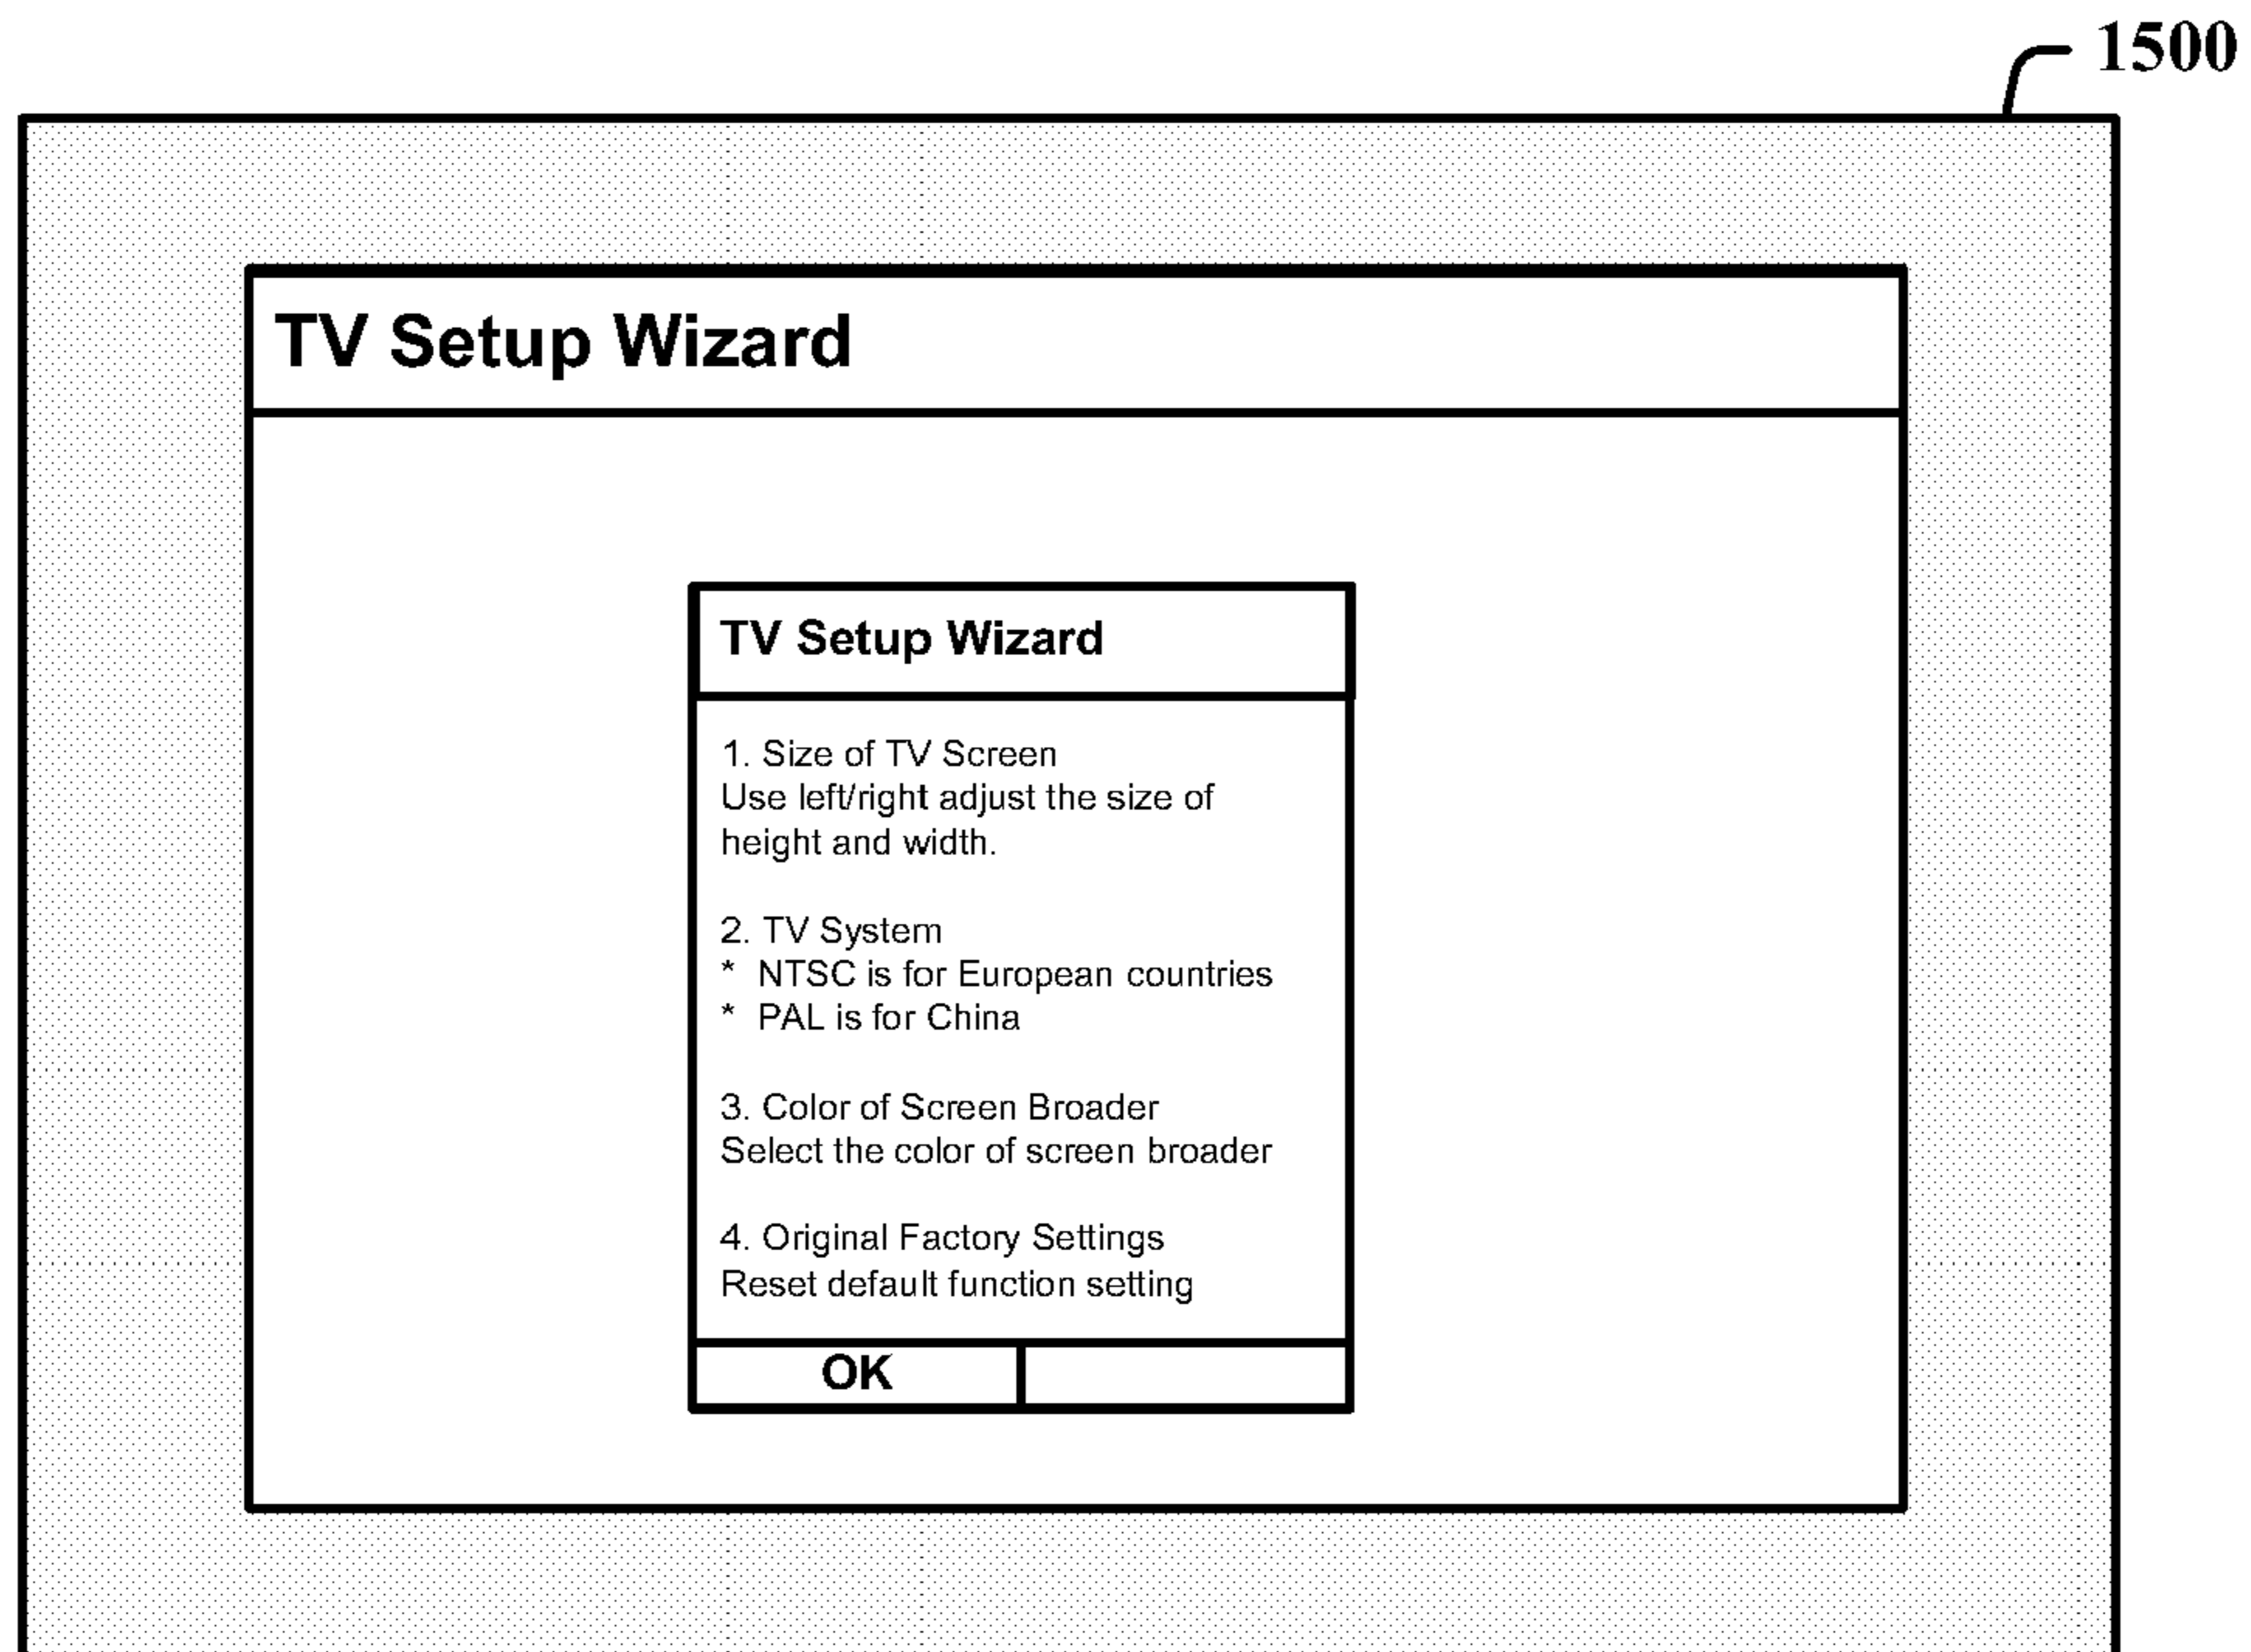 1500
TV Setup Wizard
TV Setup Wizard
1. Size of TV Screen
Use left/right adjust the size of
height and width.
2. TV System
* NTSC is for European countries
* PAL is for China
3. Color of Screen Broader
Select the color of screen broader
4. Original Factory Settings
Reset default function setting
OK